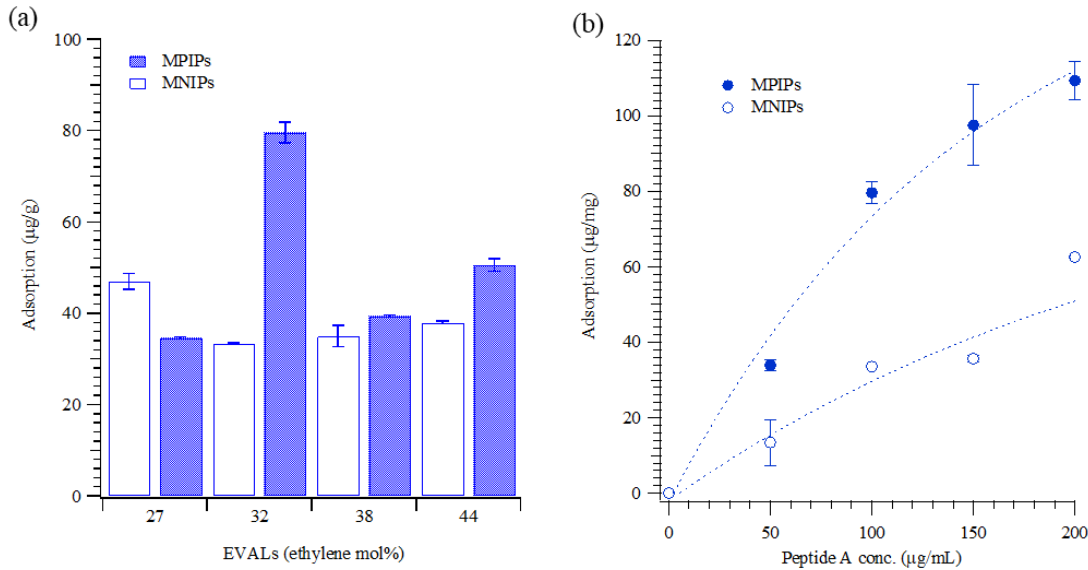 (a)
100
80
60
40
20
0
Adsorption (µg/g)
MPIPs
MNIPs
27 32 38 44
EVALs (ethylene mol%)
(b)
120
100
80
60
40
20
0
Adsorption (µg/mg)
MPIPs
MNIPs
0 50 100 150 200
Peptide A conc. (µg/mL)